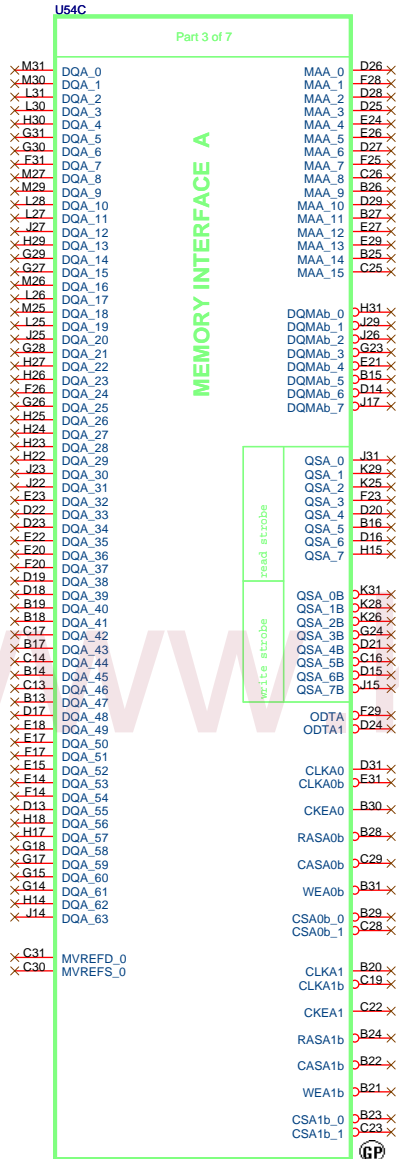 U54C
Part 3 of 7
MEMORY INTERFACE A
M31 DQA_0
M30 DQA_1
L31 DQA_2
L30 DQA_3
H30 DQA_4
G31 DQA_5
G30 DQA_6
F31 DQA_7
M27 DQA_8
M29 DQA_9
L28 DQA_10
L27 DQA_11
J27 DQA_12
H29 DQA_13
G29 DQA_14
G27 DQA_15
M26 DQA_16
L26 DQA_17
M25 DQA_18
L25 DQA_19
J25 DQA_20
G28 DQA_21
H27 DQA_22
H26 DQA_23
F26 DQA_24
G26 DQA_25
H25 DQA_26
H24 DQA_27
H23 DQA_28
H22 DQA_29
J23 DQA_30
J22 DQA_31
E23 DQA_32
D22 DQA_33
D23 DQA_34
E22 DQA_35
E20 DQA_36
F20 DQA_37
D19 DQA_38
D18 DQA_39
B19 DQA_40
B18 DQA_41
C17 DQA_42
B17 DQA_43
C14 DQA_44
B14 DQA_45
C13 DQA_46
B13 DQA_47
D17 DQA_48
E18 DQA_49
E17 DQA_50
F17 DQA_51
E15 DQA_52
E14 DQA_53
F14 DQA_54
D13 DQA_55
H18 DQA_56
H17 DQA_57
G18 DQA_58
G17 DQA_59
G15 DQA_60
G14 DQA_61
H14 DQA_62
J14 DQA_63
C31 MVREFD_0
C30 MVREFS_0
MAA_0 D26
MAA_1 F28
MAA_2 D28
MAA_3 D25
MAA_4 E24
MAA_5 E26
MAA_6 D27
MAA_7 F25
MAA_8 C26
MAA_9 B26
MAA_10 D29
MAA_11 B27
MAA_12 E27
MAA_13 E29
MAA_14 B25
MAA_15 C25
DQMAb_0 H31
DQMAb_1 J29
DQMAb_2 J26
DQMAb_3 G23
DQMAb_4 E21
DQMAb_5 B15
DQMAb_6 D14
DQMAb_7 J17
read strobe
QSA_0 J31
QSA_1 K29
QSA_2 K25
QSA_3 F23
QSA_4 D20
QSA_5 B16
QSA_6 D16
QSA_7 H15
write strobe
QSA_0B K31
QSA_1B K28
QSA_2B K26
QSA_3B G24
QSA_4B D21
QSA_5B C16
QSA_6B D15
QSA_7B J15
ODTA F29
ODTA1 D24
CLKA0 D31
CLKA0b E31
CKEA0 B30
RASA0b B28
CASA0b C29
WEA0b B31
CSA0b_0 B29
CSA0b_1 C28
CLKA1 B20
CLKA1b C19
CKEA1 C22
RASA1b B24
CASA1b B22
WEA1b B21
CSA1b_0 B23
CSA1b_1 C23
GP